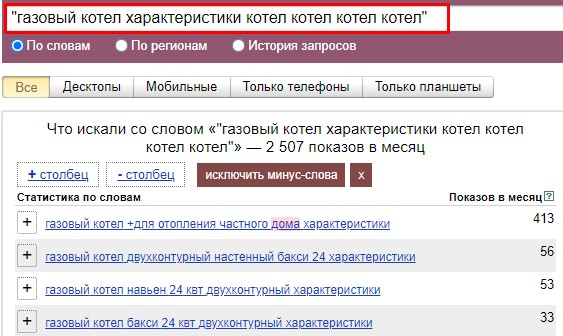 "газовый котел характеристики котел котел котел котел"
По словам По регионам История запросов
Все Десктопы Мобильные Только телефоны Только планшеты
Что искали со словом «"газовый котел характеристики котел котел
котел котел"» — 2 507 показов в месяц
+ столбец - столбец исключить минус-слова x
Статистика по словам Показов в месяц ?
+ газовый котел +для отопления частного дома характеристики 413
+ газовый котел двухконтурный настенный бакси 24 характеристики 56
+ газовый котел навьен 24 квт двухконтурный характеристики 53
+ газовый котел бакси 24 квт двухконтурный характеристики 33